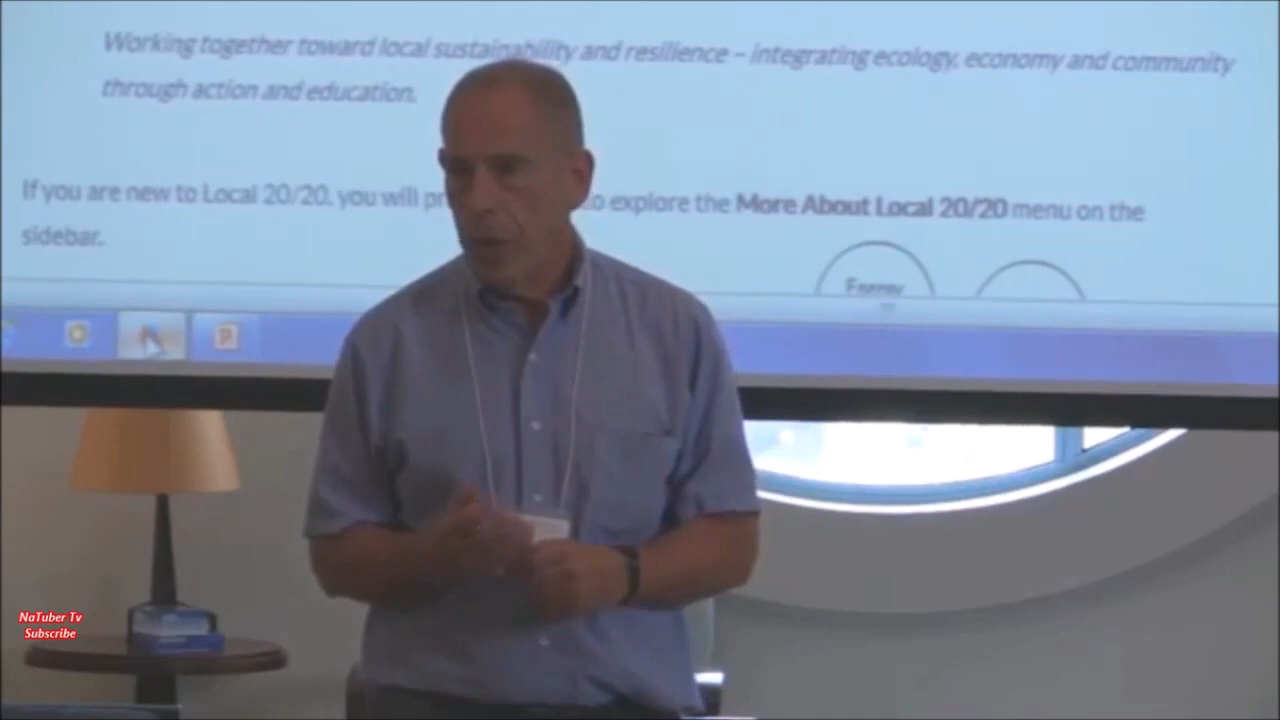 Working together toward local sustainability and resilience – integrating ecology, economy and community
through action and education.
If you are new to Local 20/20, you will pr o explore the More About Local 20/20 menu on the
sidebar.
Energy
P
NaTuber Tv
Subscribe